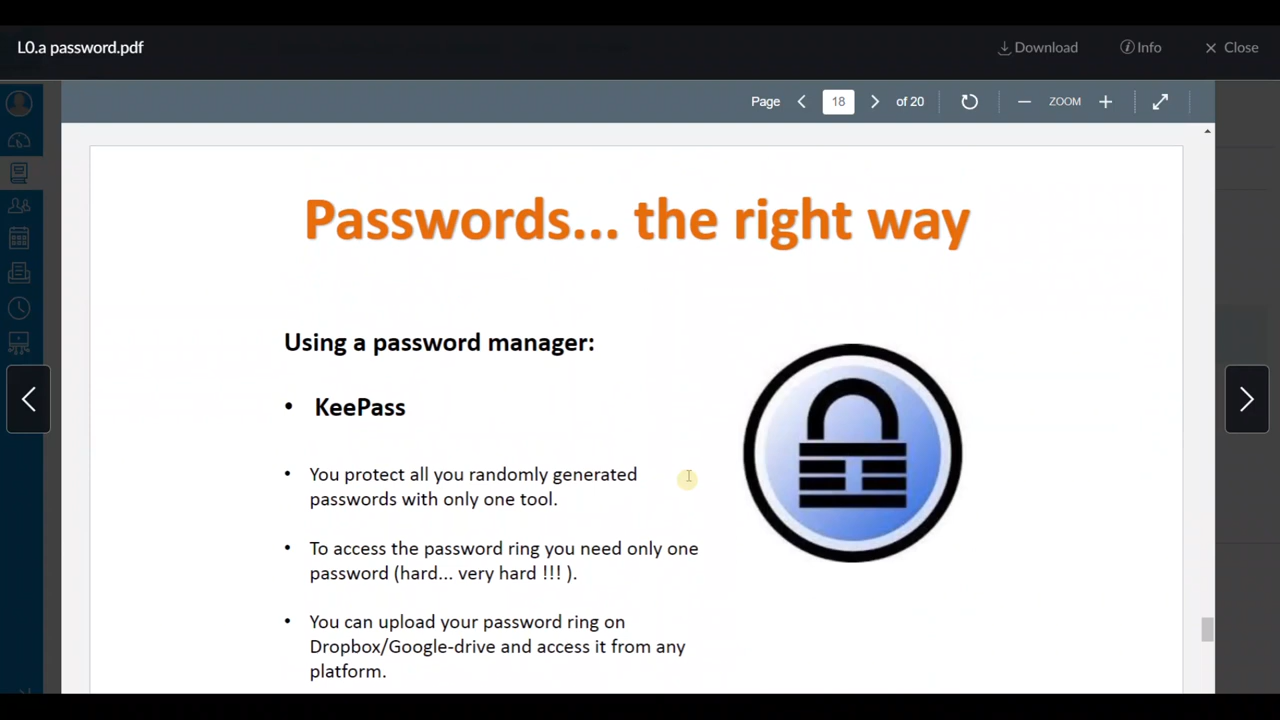 L0.a password.pdf
Download
Info
Close
Page
18
of 20
ZOOM
Passwords... the right way
Using a password manager:
• KeePass
• You protect all you randomly generated
passwords with only one tool.
• To access the password ring you need only one
password (hard... very hard !!! ).
• You can upload your password ring on
Dropbox/Google-drive and access it from any
platform.